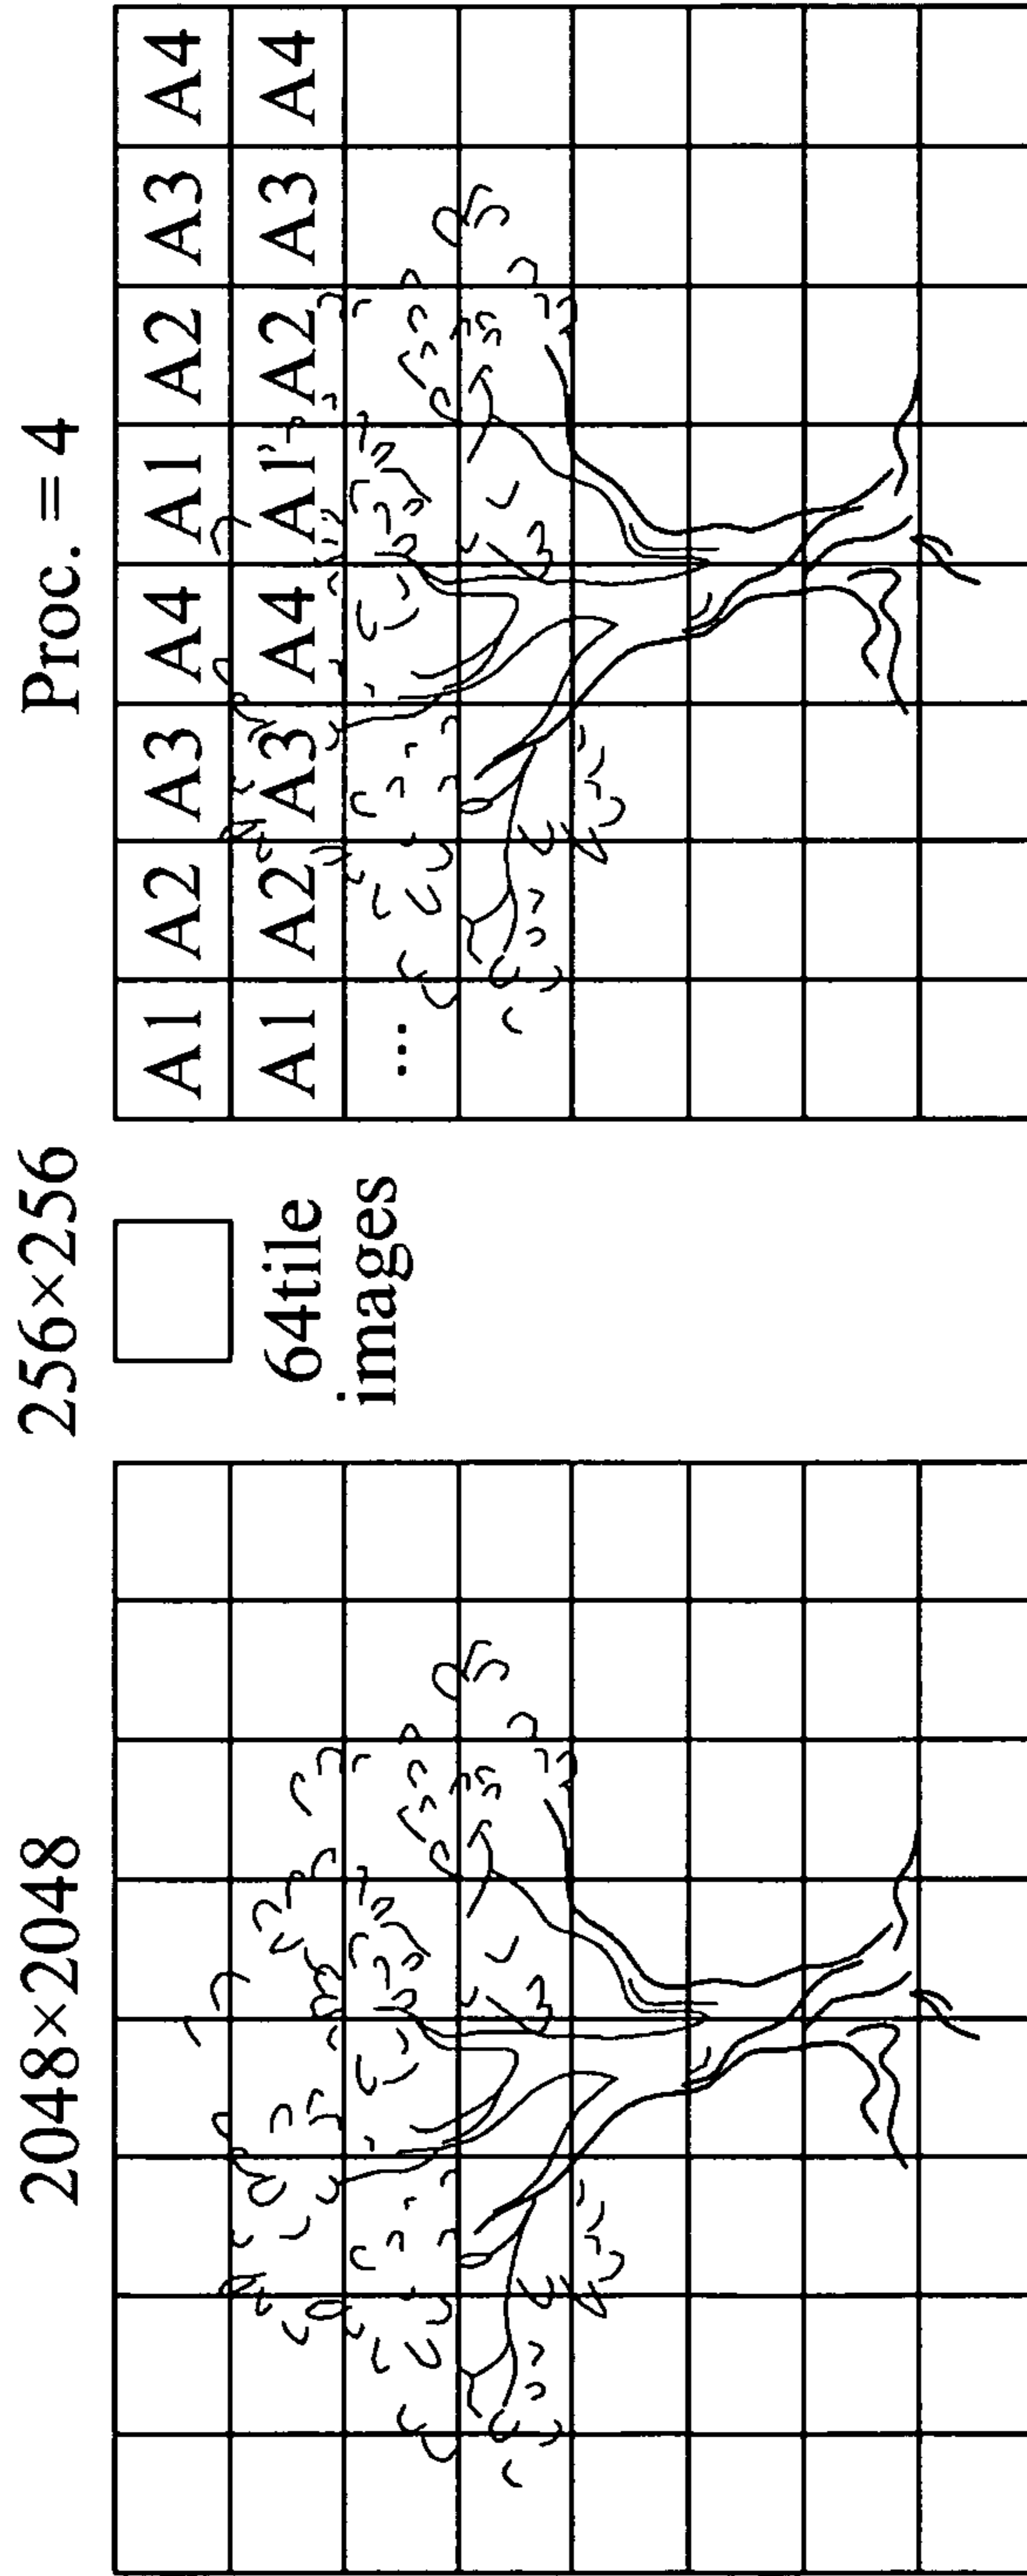 2048×2048
256×256
64tile
images
Proc. = 4
A1 A2 A3 A4 A1 A2 A3 A4
A1 A2 A3 A4 A1 A2 A3 A4
...